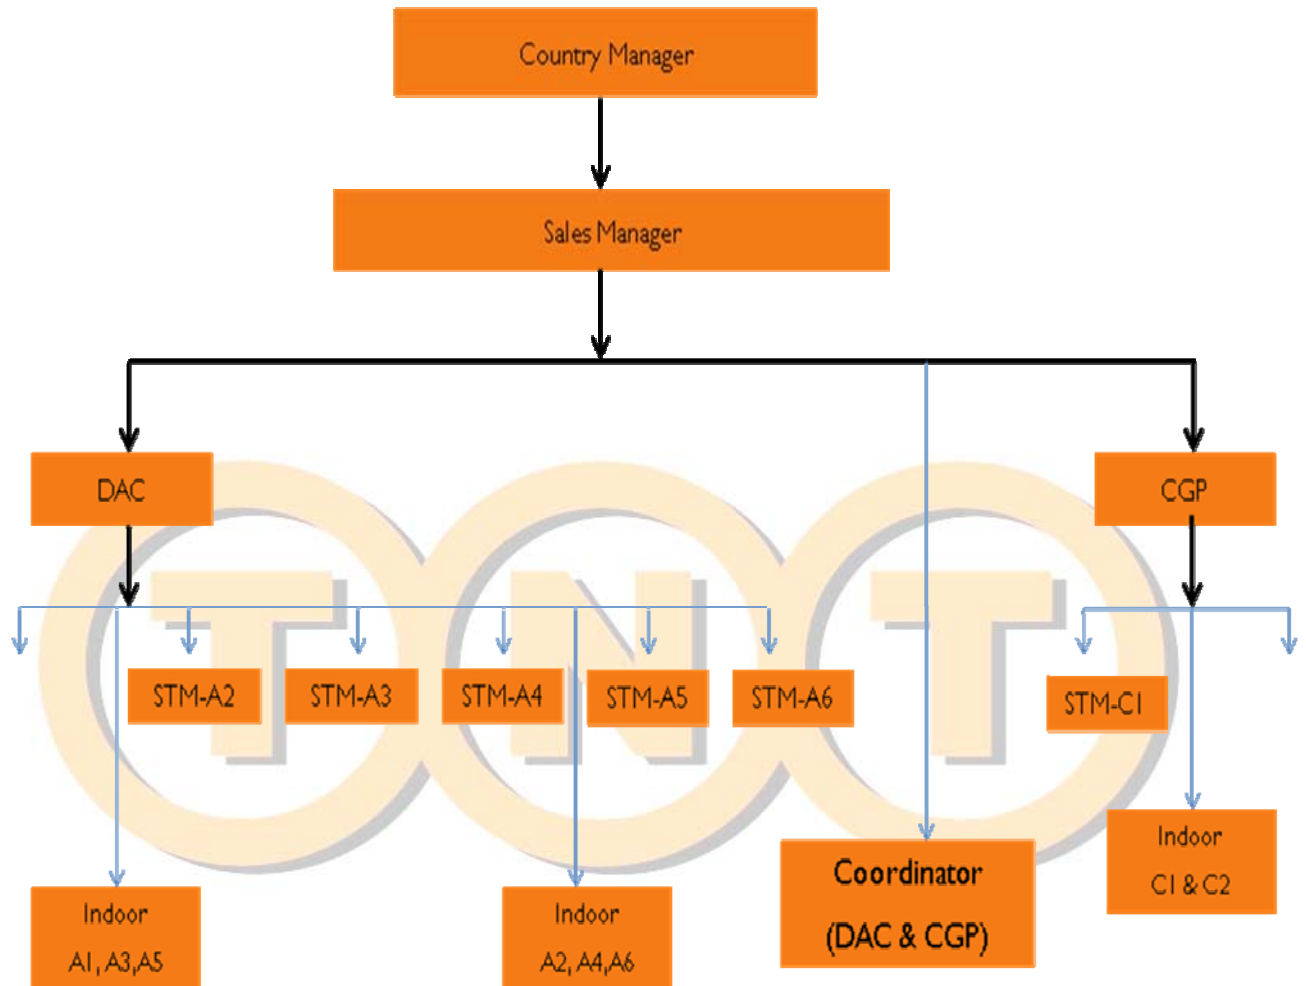 Country Manager
Sales Manager
DAC
CGP
TNT
STM-A2
STM-A3
STM-A4
STM-A5
STM-A6
STM-C1
Indoor
C1 & C2
Coordinator
(DAC & CGP)
Indoor
A1, A3,A5
Indoor
A2, A4,A6